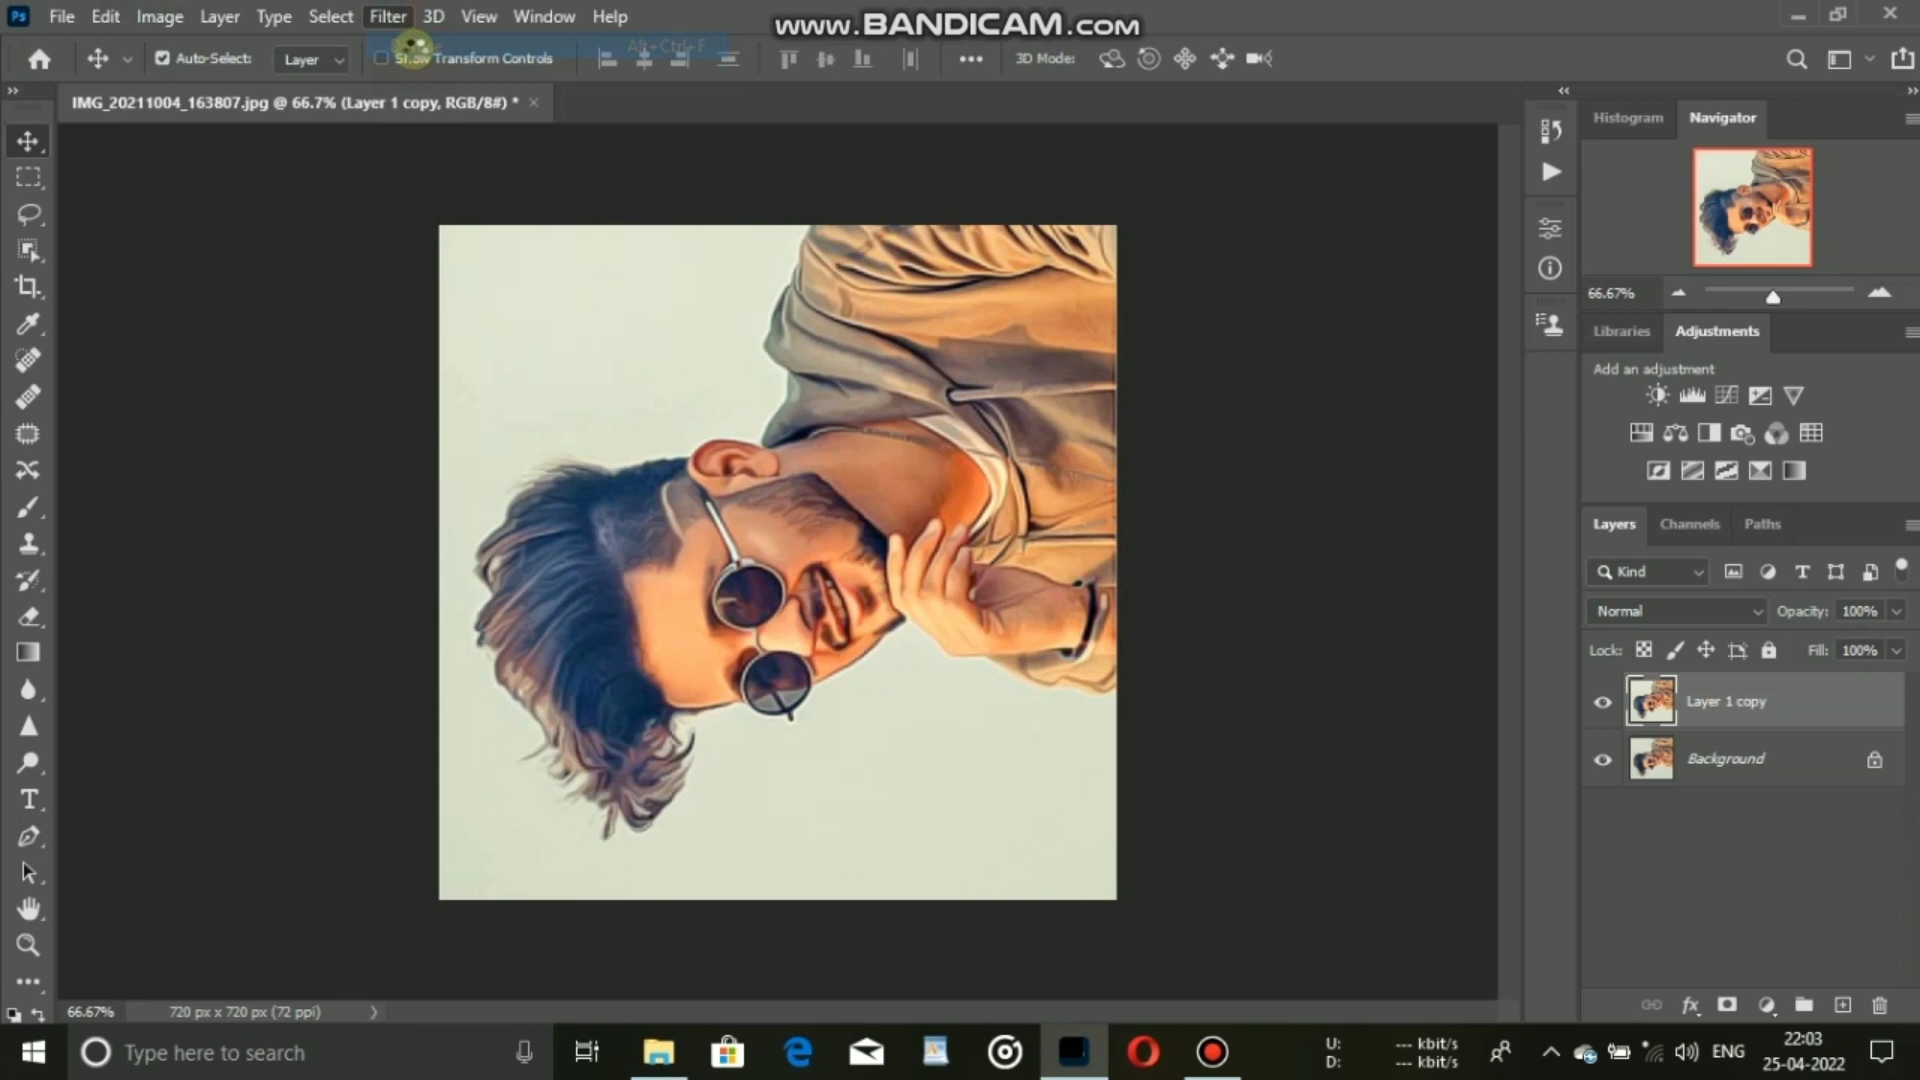 File Edit Image Layer Type Select Filter 3D View Window Help
www.BANDICAM.com
Alt+Ctrl+F
Auto-Select: Layer Show Transform Controls 3D Mode:
IMG_20211004_163807.jpg @ 66.7% (Layer 1 copy, RGB/8#) *
Histogram Navigator
66.67%
Libraries Adjustments
Add an adjustment
Layers Channels Paths
Kind
Normal Opacity: 100%
Lock: Fill: 100%
Layer 1 copy
Background
66.67% 720 px x 720 px (72 ppi)
Type here to search
U: --- kbit/s
D: --- kbit/s
ENG
22:03
25-04-2022